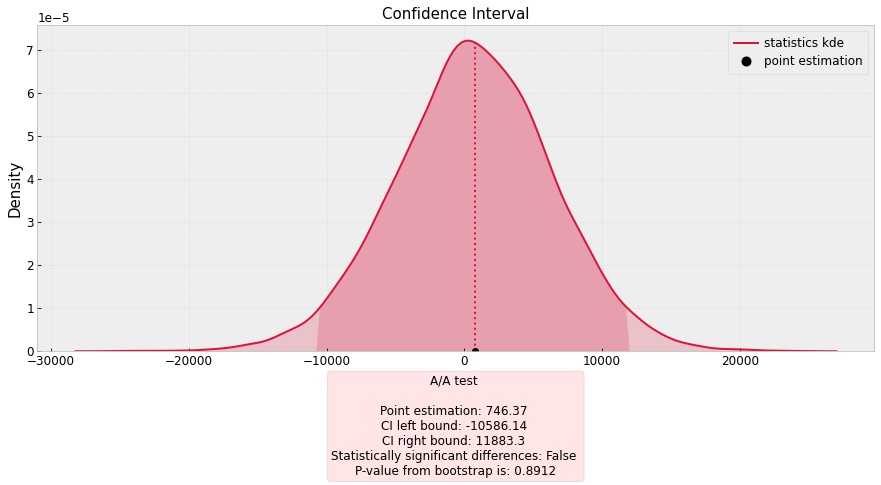 Confidence Interval
1e−5
statistics kde
point estimation
7
6
5
4
3
2
1
0
Density
−30000 −20000 −10000 0 10000 20000
A/A test
Point estimation: 746.37
CI left bound: -10586.14
CI right bound: 11883.3
Statistically significant differences: False
P-value from bootstrap is: 0.8912